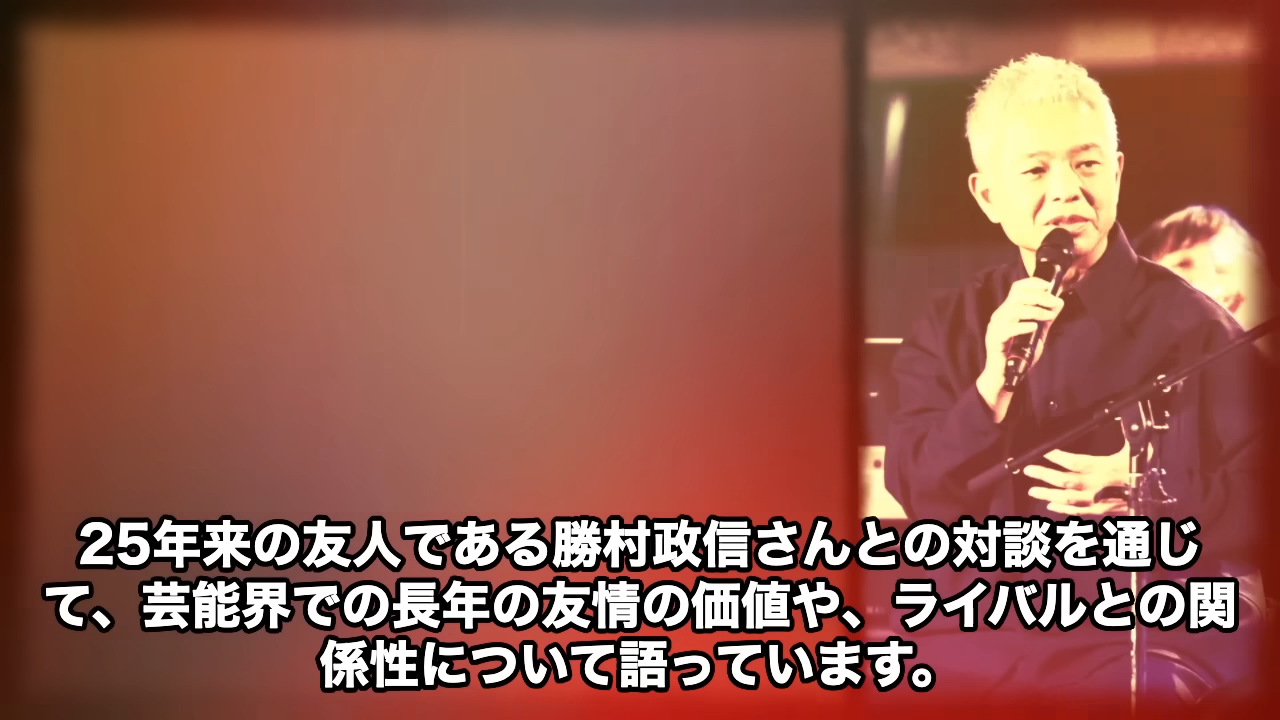 25年来の友人である勝村政信さんとの対談を通じ
て、芸能界での長年の友情の価値や、ライバルとの関
係性について語っています。